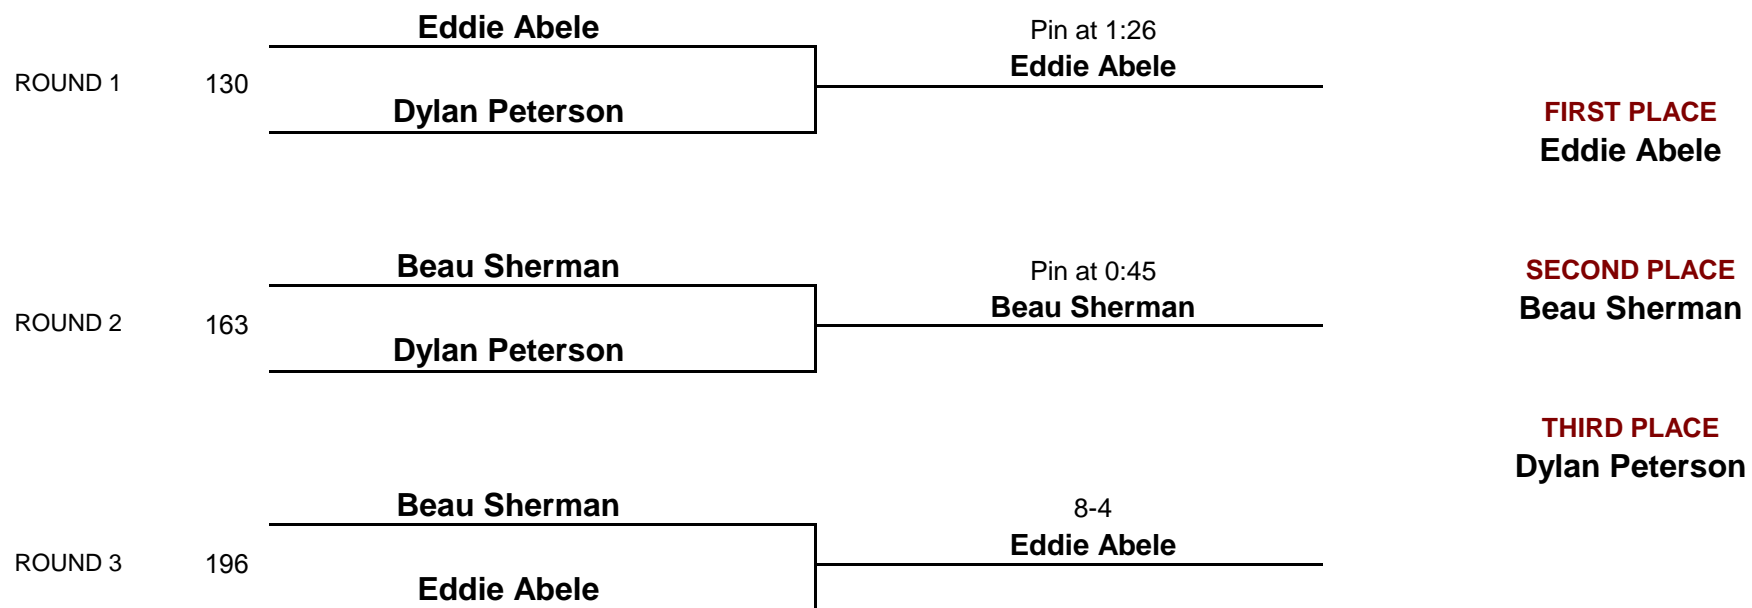 Eddie Abele
Pin at 1:26
Eddie Abele
ROUND 1 130
Dylan Peterson
FIRST PLACE
Eddie Abele
Beau Sherman
Pin at 0:45
Beau Sherman
ROUND 2 163
Dylan Peterson
SECOND PLACE
Beau Sherman
THIRD PLACE
Dylan Peterson
Beau Sherman
8-4
Eddie Abele
ROUND 3 196
Eddie Abele